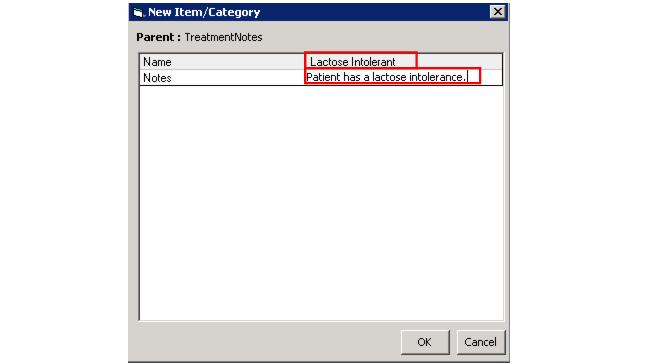 New Item/Category
Parent : TreatmentNotes
Name Lactose Intolerant
Notes Patient has a lactose intolerance.
OK Cancel